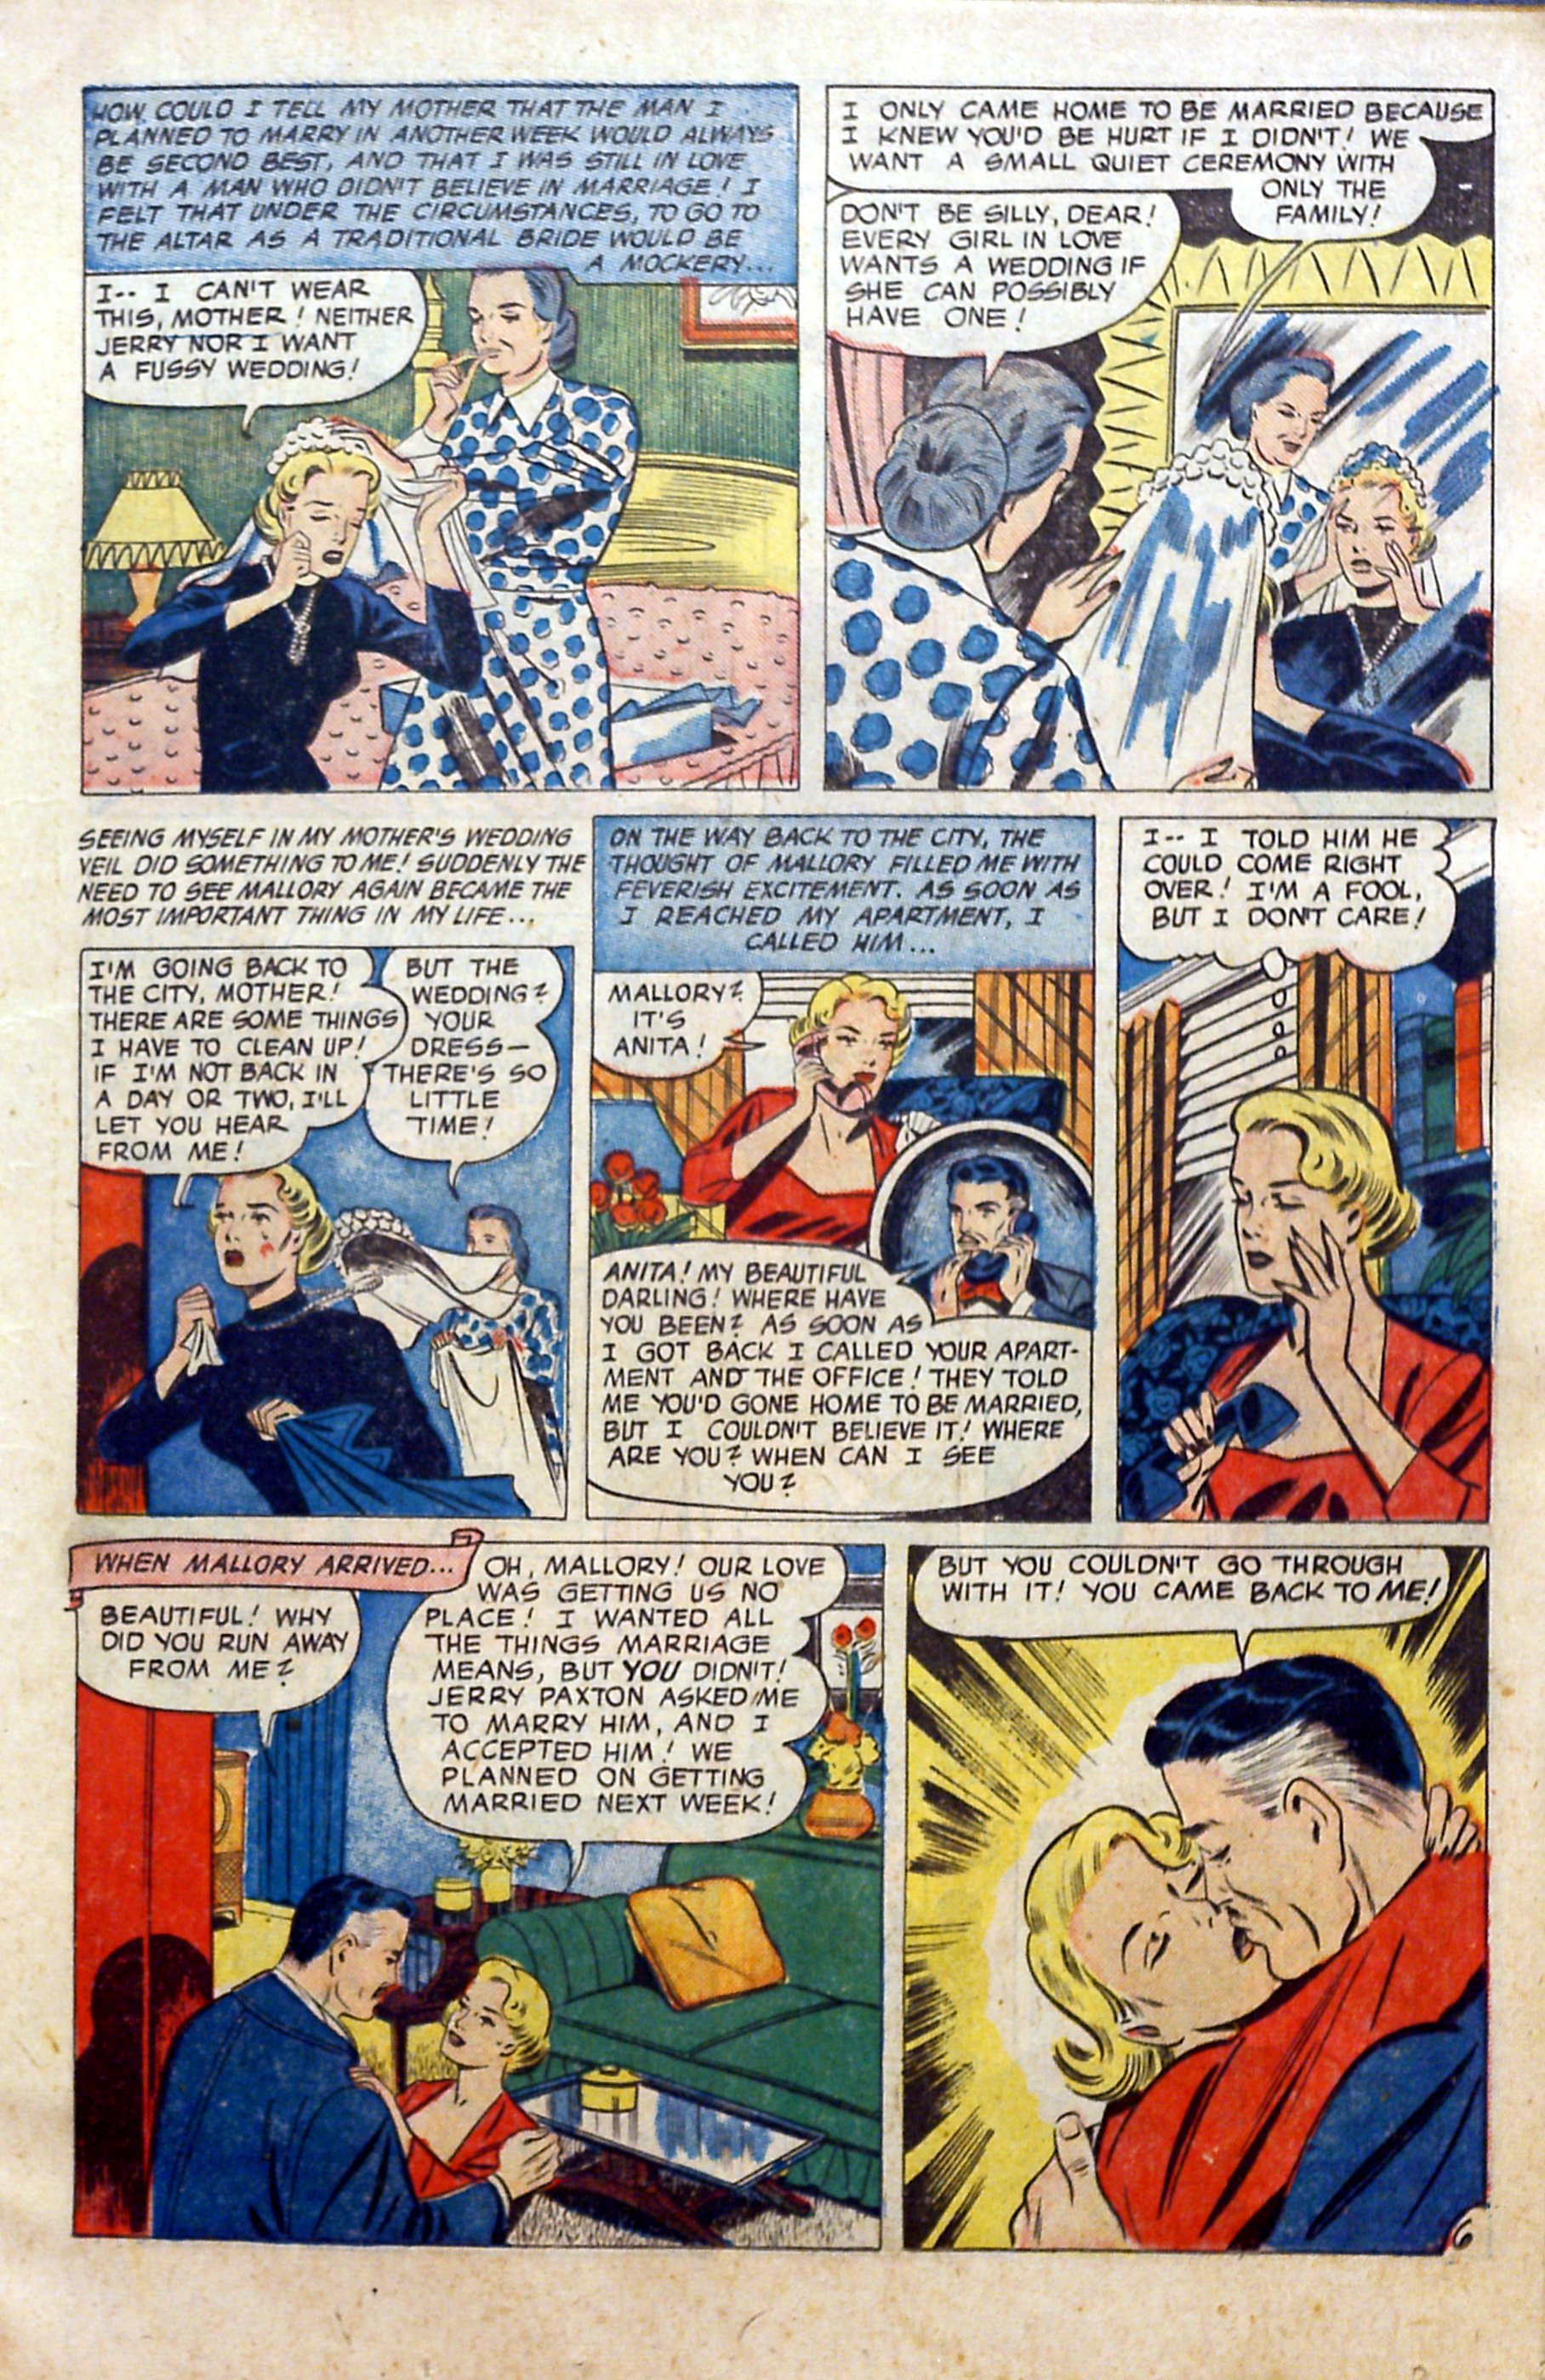 HOW COULD I TELL MY MOTHER THAT THE MAN I
PLANNED TO MARRY IN ANOTHER WEEK WOULD ALWAYS
BE SECOND BEST, AND THAT I WAS STILL IN LOVE
WITH A MAN WHO DIDN'T BELIEVE IN MARRIAGE! I
FELT THAT UNDER THE CIRCUMSTANCES, TO GO TO
THE ALTAR AS A TRADITIONAL BRIDE WOULD BE
A MOCKERY...
I-- I CAN'T WEAR
THIS, MOTHER! NEITHER
JERRY NOR I WANT
A FUSSY WEDDING!
I ONLY CAME HOME TO BE MARRIED BECAUSE
I KNEW YOU'D BE HURT IF I DIDN'T! WE
WANT A SMALL QUIET CEREMONY WITH
ONLY THE
FAMILY!
DON'T BE SILLY, DEAR!
EVERY GIRL IN LOVE
WANTS A WEDDING IF
SHE CAN POSSIBLY
HAVE ONE!
SEEING MYSELF IN MY MOTHER'S WEDDING
VEIL DID SOMETHING TO ME! SUDDENLY THE
NEED TO SEE MALLORY AGAIN BECAME THE
MOST IMPORTANT THING IN MY LIFE...
I'M GOING BACK TO
THE CITY, MOTHER!
THERE ARE SOME THINGS
I HAVE TO CLEAN UP!
IF I'M NOT BACK IN
A DAY OR TWO, I'LL
LET YOU HEAR
FROM ME!
BUT THE
WEDDING?
YOUR
DRESS—
THERE'S SO
LITTLE
TIME!
ON THE WAY BACK TO THE CITY, THE
THOUGHT OF MALLORY FILLED ME WITH
FEVERISH EXCITEMENT. AS SOON AS
I REACHED MY APARTMENT, I
CALLED HIM...
MALLORY?
IT'S
ANITA!
ANITA! MY BEAUTIFUL
DARLING! WHERE HAVE
YOU BEEN? AS SOON AS
I GOT BACK I CALLED YOUR APART-
MENT AND THE OFFICE! THEY TOLD
ME YOU'D GONE HOME TO BE MARRIED,
BUT I COULDN'T BELIEVE IT! WHERE
ARE YOU? WHEN CAN I SEE
YOU?
I-- I TOLD HIM HE
COULD COME RIGHT
OVER! I'M A FOOL,
BUT I DON'T CARE!
WHEN MALLORY ARRIVED...
BEAUTIFUL! WHY
DID YOU RUN AWAY
FROM ME?
OH, MALLORY! OUR LOVE
WAS GETTING US NO
PLACE! I WANTED ALL
THE THINGS MARRIAGE
MEANS, BUT YOU DIDN'T!
JERRY PAXTON ASKED ME
TO MARRY HIM, AND I
ACCEPTED HIM! WE
PLANNED ON GETTING
MARRIED NEXT WEEK!
BUT YOU COULDN'T GO THROUGH
WITH IT! YOU CAME BACK TO ME!
6